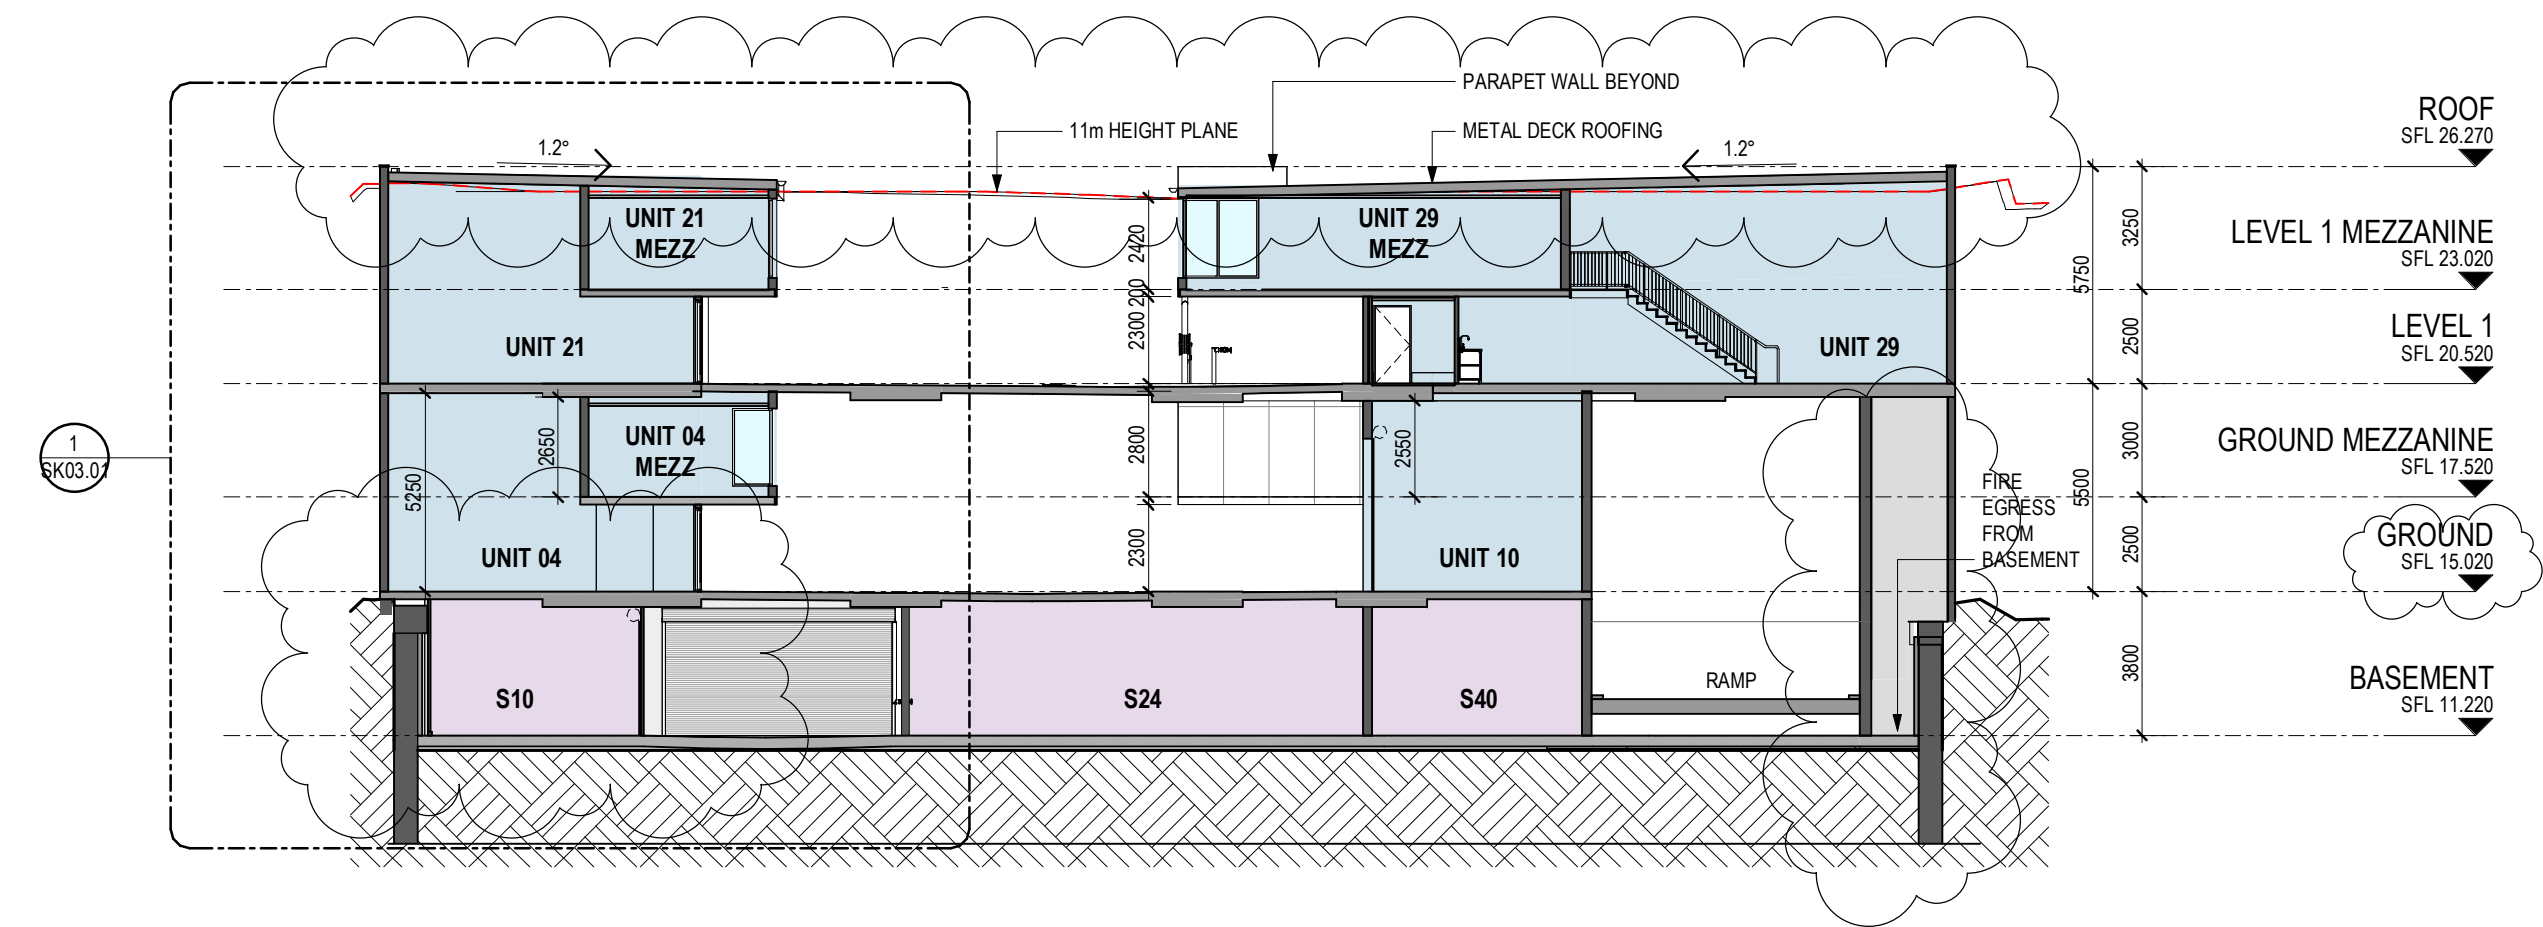 PARAPET WALL BEYOND
11m HEIGHT PLANE
METAL DECK ROOFING
1.2°
1.2°
ROOF
SFL 26.270
UNIT 21
MEZZ
UNIT 29
MEZZ
2420
3250
LEVEL 1 MEZZANINE
SFL 23.020
200
5750
2300
2500
UNIT 21
UNIT 29
LEVEL 1
SFL 20.520
1
SK03.01
5250
2650
UNIT 04
MEZZ
2800
2550
3000
5500
GROUND MEZZANINE
SFL 17.520
FIRE
EGRESS
FROM
BASEMENT
UNIT 04
2300
UNIT 10
2500
GROUND
SFL 15.020
S10
S24
S40
RAMP
3800
BASEMENT
SFL 11.220